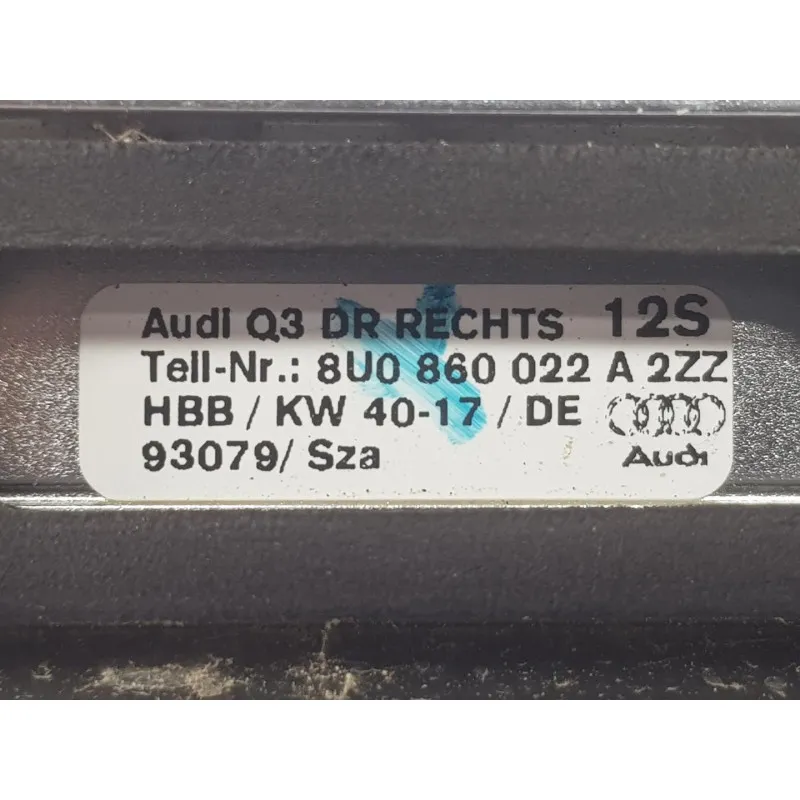 Audi Q3 DR RECHTS 12S
Teil-Nr.: 8U0 860 022 A 2ZZ
HBB / KW 40-17 / DE
93079/ Sza
Audi